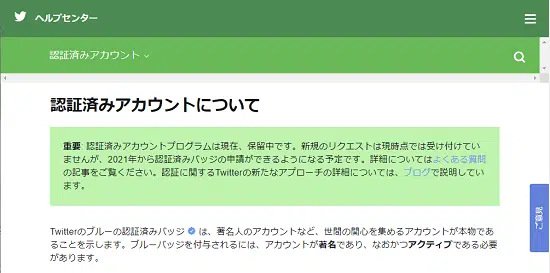 ヘルプセンター
認証済みアカウント
認証済みアカウントについて
重要: 認証済みアカウントプログラムは現在、保留中です。新規のリクエストは現時点では受け付けてい
ませんが、2021年から認証済みバッジの申請ができるようになる予定です。詳細についてはよくある質問
の記事をご覧ください。認証に関するTwitterの新たなアプローチの詳細については、ブログで説明してい
ます。
ご意見
Twitterのブルーの認証済みバッジ は、著名人のアカウントなど、世間の関心を集めるアカウントが本物であ
ることを示します。ブルーバッジを付与されるには、アカウントが著名であり、なおかつアクティブである必要
があります。